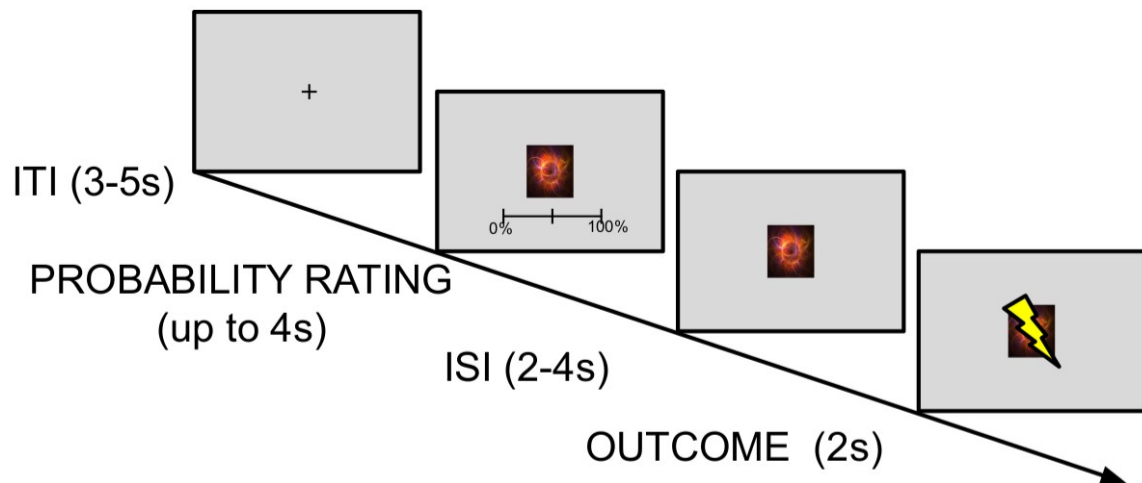 +
ITI (3-5s)
0% 100%
PROBABILITY RATING
(up to 4s)
ISI (2-4s)
OUTCOME (2s)